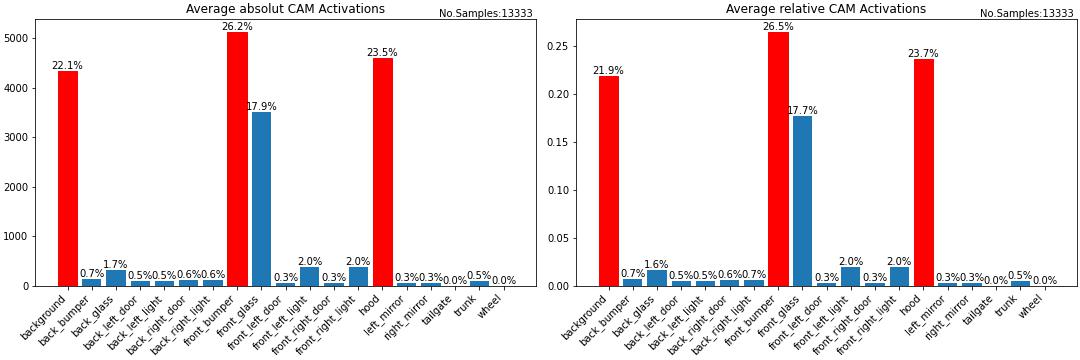 Average absolut CAM Activations
No.Samples:13333
5000
4000
3000
2000
1000
0
22.1%
0.7%
1.7%
0.5%
0.5%
0.6%
0.6%
26.2%
17.9%
0.3%
2.0%
0.3%
2.0%
23.5%
0.3%
0.3%
0.0%
0.5%
0.0%
background
back_bumper
back_glass
back_left_door
back_left_light
back_right_door
back_right_light
front_bumper
front_glass
front_left_door
front_left_light
front_right_door
front_right_light
hood
left_mirror
right_mirror
tailgate
trunk
wheel
Average relative CAM Activations
No.Samples:13333
0.25
0.20
0.15
0.10
0.05
0.00
21.9%
0.7%
1.6%
0.5%
0.5%
0.6%
0.7%
26.5%
17.7%
0.3%
2.0%
0.3%
2.0%
23.7%
0.3%
0.3%
0.0%
0.5%
0.0%
background
back_bumper
back_glass
back_left_door
back_left_light
back_right_door
back_right_light
front_bumper
front_glass
front_left_door
front_left_light
front_right_door
front_right_light
hood
left_mirror
right_mirror
tailgate
trunk
wheel